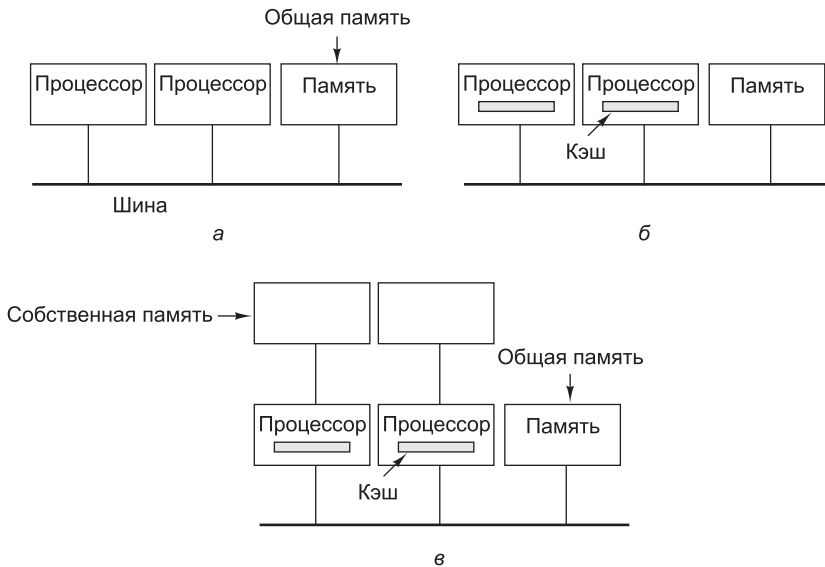 Общая память
Процессор
Процессор
Память
Шина
а
Процессор
Процессор
Память
Кэш
б
Собственная память
Общая память
Процессор
Процессор
Память
Кэш
в